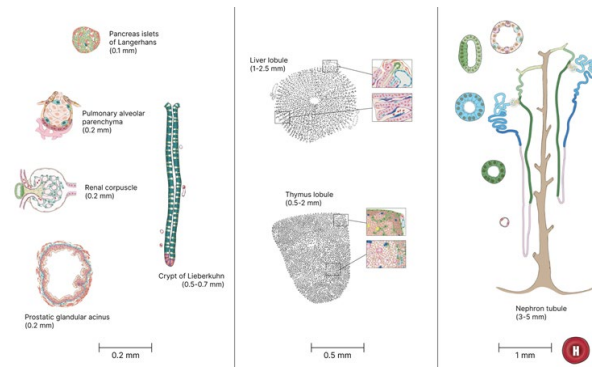 Pancreas islets
of Langerhans
(0.1 mm)
Pulmonary alveolar
parenchyma
(0.2 mm)
Renal corpuscle
(0.2 mm)
Prostatic glandular acinus
(0.2 mm)
Crypt of Lieberkuhn
(0.5-0.7 mm)
0.2 mm
Liver lobule
(1-2.5 mm)
Thymus lobule
(0.5-2 mm)
0.5 mm
Nephron tubule
(3-5 mm)
1 mm
H